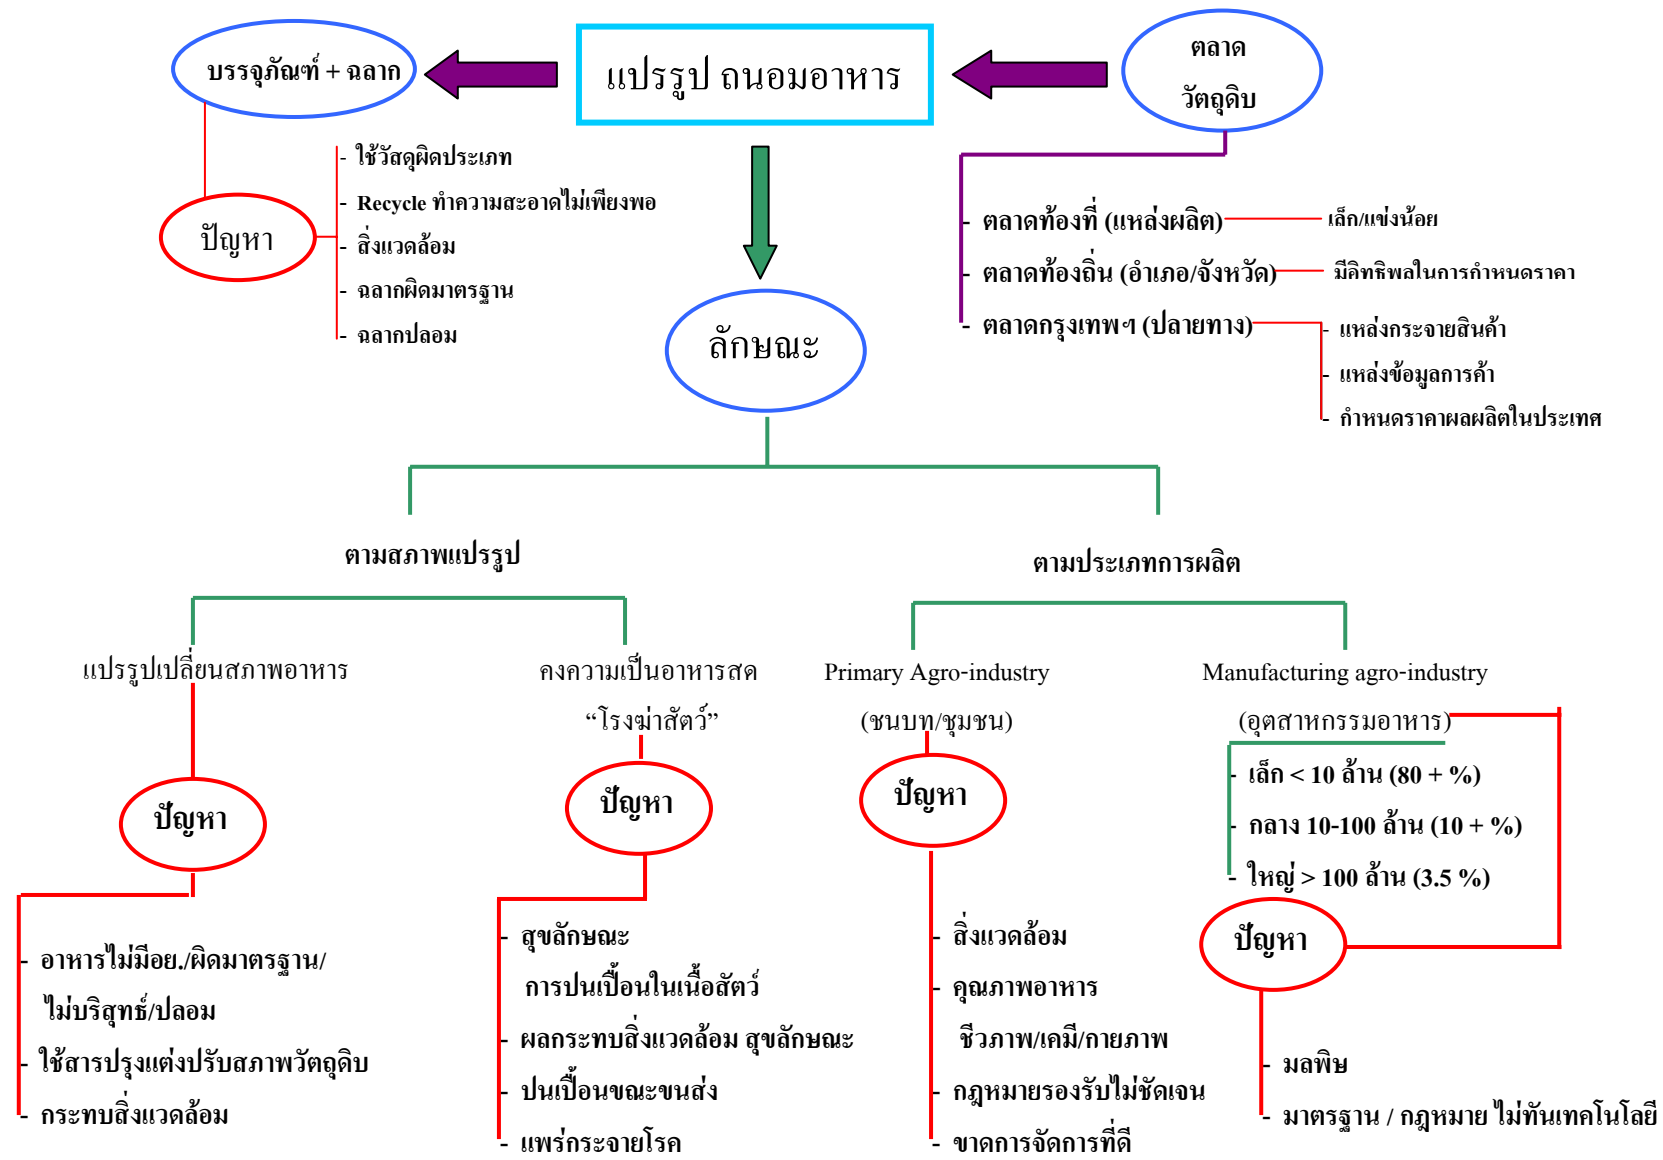 บรรจุภัณฑ์ + ฉลาก
แปรรูป ถนอมอาหาร
ตลาด
วัตถุดิบ
ปัญหา
- ใช้วัสดุผิดประเภท
- Recycle ทำความสะอาดไม่เพียงพอ
- สิ่งแวดล้อม
- ฉลากผิดมาตรฐาน
- ฉลากปลอม
- ตลาดท้องที่ (แหล่งผลิต)
เล็ก/แข่งน้อย
- ตลาดท้องถิ่น (อำเภอ/จังหวัด)
มีอิทธิพลในการกำหนดราคา
- ตลาดกรุงเทพฯ (ปลายทาง)
- แหล่งกระจายสินค้า
- แหล่งข้อมูลการค้า
- กำหนดราคาผลผลิตในประเทศ
ลักษณะ
ตามสภาพแปรรูป
ตามประเภทการผลิต
แปรรูปเปลี่ยนสภาพอาหาร
ปัญหา
- อาหารไม่มีอย./ผิดมาตรฐาน/
ไม่บริสุทธ์/ปลอม
- ใช้สารปรุงแต่งปรับสภาพวัตถุดิบ
- กระทบสิ่งแวดล้อม
คงความเป็นอาหารสด
“โรงฆ่าสัตว์”
ปัญหา
- สุขลักษณะ
การปนเปื้อนในเนื้อสัตว์
- ผลกระทบสิ่งแวดล้อม สุขลักษณะ
- ปนเปื้อนขณะขนส่ง
- แพร่กระจายโรค
Primary Agro-industry
(ชนบท/ชุมชน)
ปัญหา
- สิ่งแวดล้อม
- คุณภาพอาหาร
ชีวภาพ/เคมี/กายภาพ
- กฎหมายรองรับไม่ชัดเจน
- ขาดการจัดการที่ดี
Manufacturing agro-industry
(อุตสาหกรรมอาหาร)
- เล็ก < 10 ล้าน (80 + %)
- กลาง 10-100 ล้าน (10 + %)
- ใหญ่ > 100 ล้าน (3.5 %)
ปัญหา
- มลพิษ
- มาตรฐาน / กฎหมาย ไม่ทันเทคโนโลยี